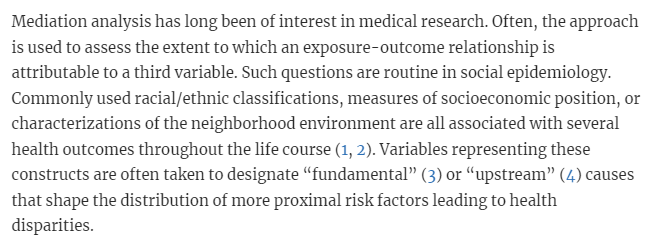 Mediation analysis has long been of interest in medical research. Often, the approach
is used to assess the extent to which an exposure-outcome relationship is
attributable to a third variable. Such questions are routine in social epidemiology.
Commonly used racial/ethnic classifications, measures of socioeconomic position, or
characterizations of the neighborhood environment are all associated with several
health outcomes throughout the life course (1, 2). Variables representing these
constructs are often taken to designate “fundamental” (3) or “upstream” (4) causes
that shape the distribution of more proximal risk factors leading to health
disparities.